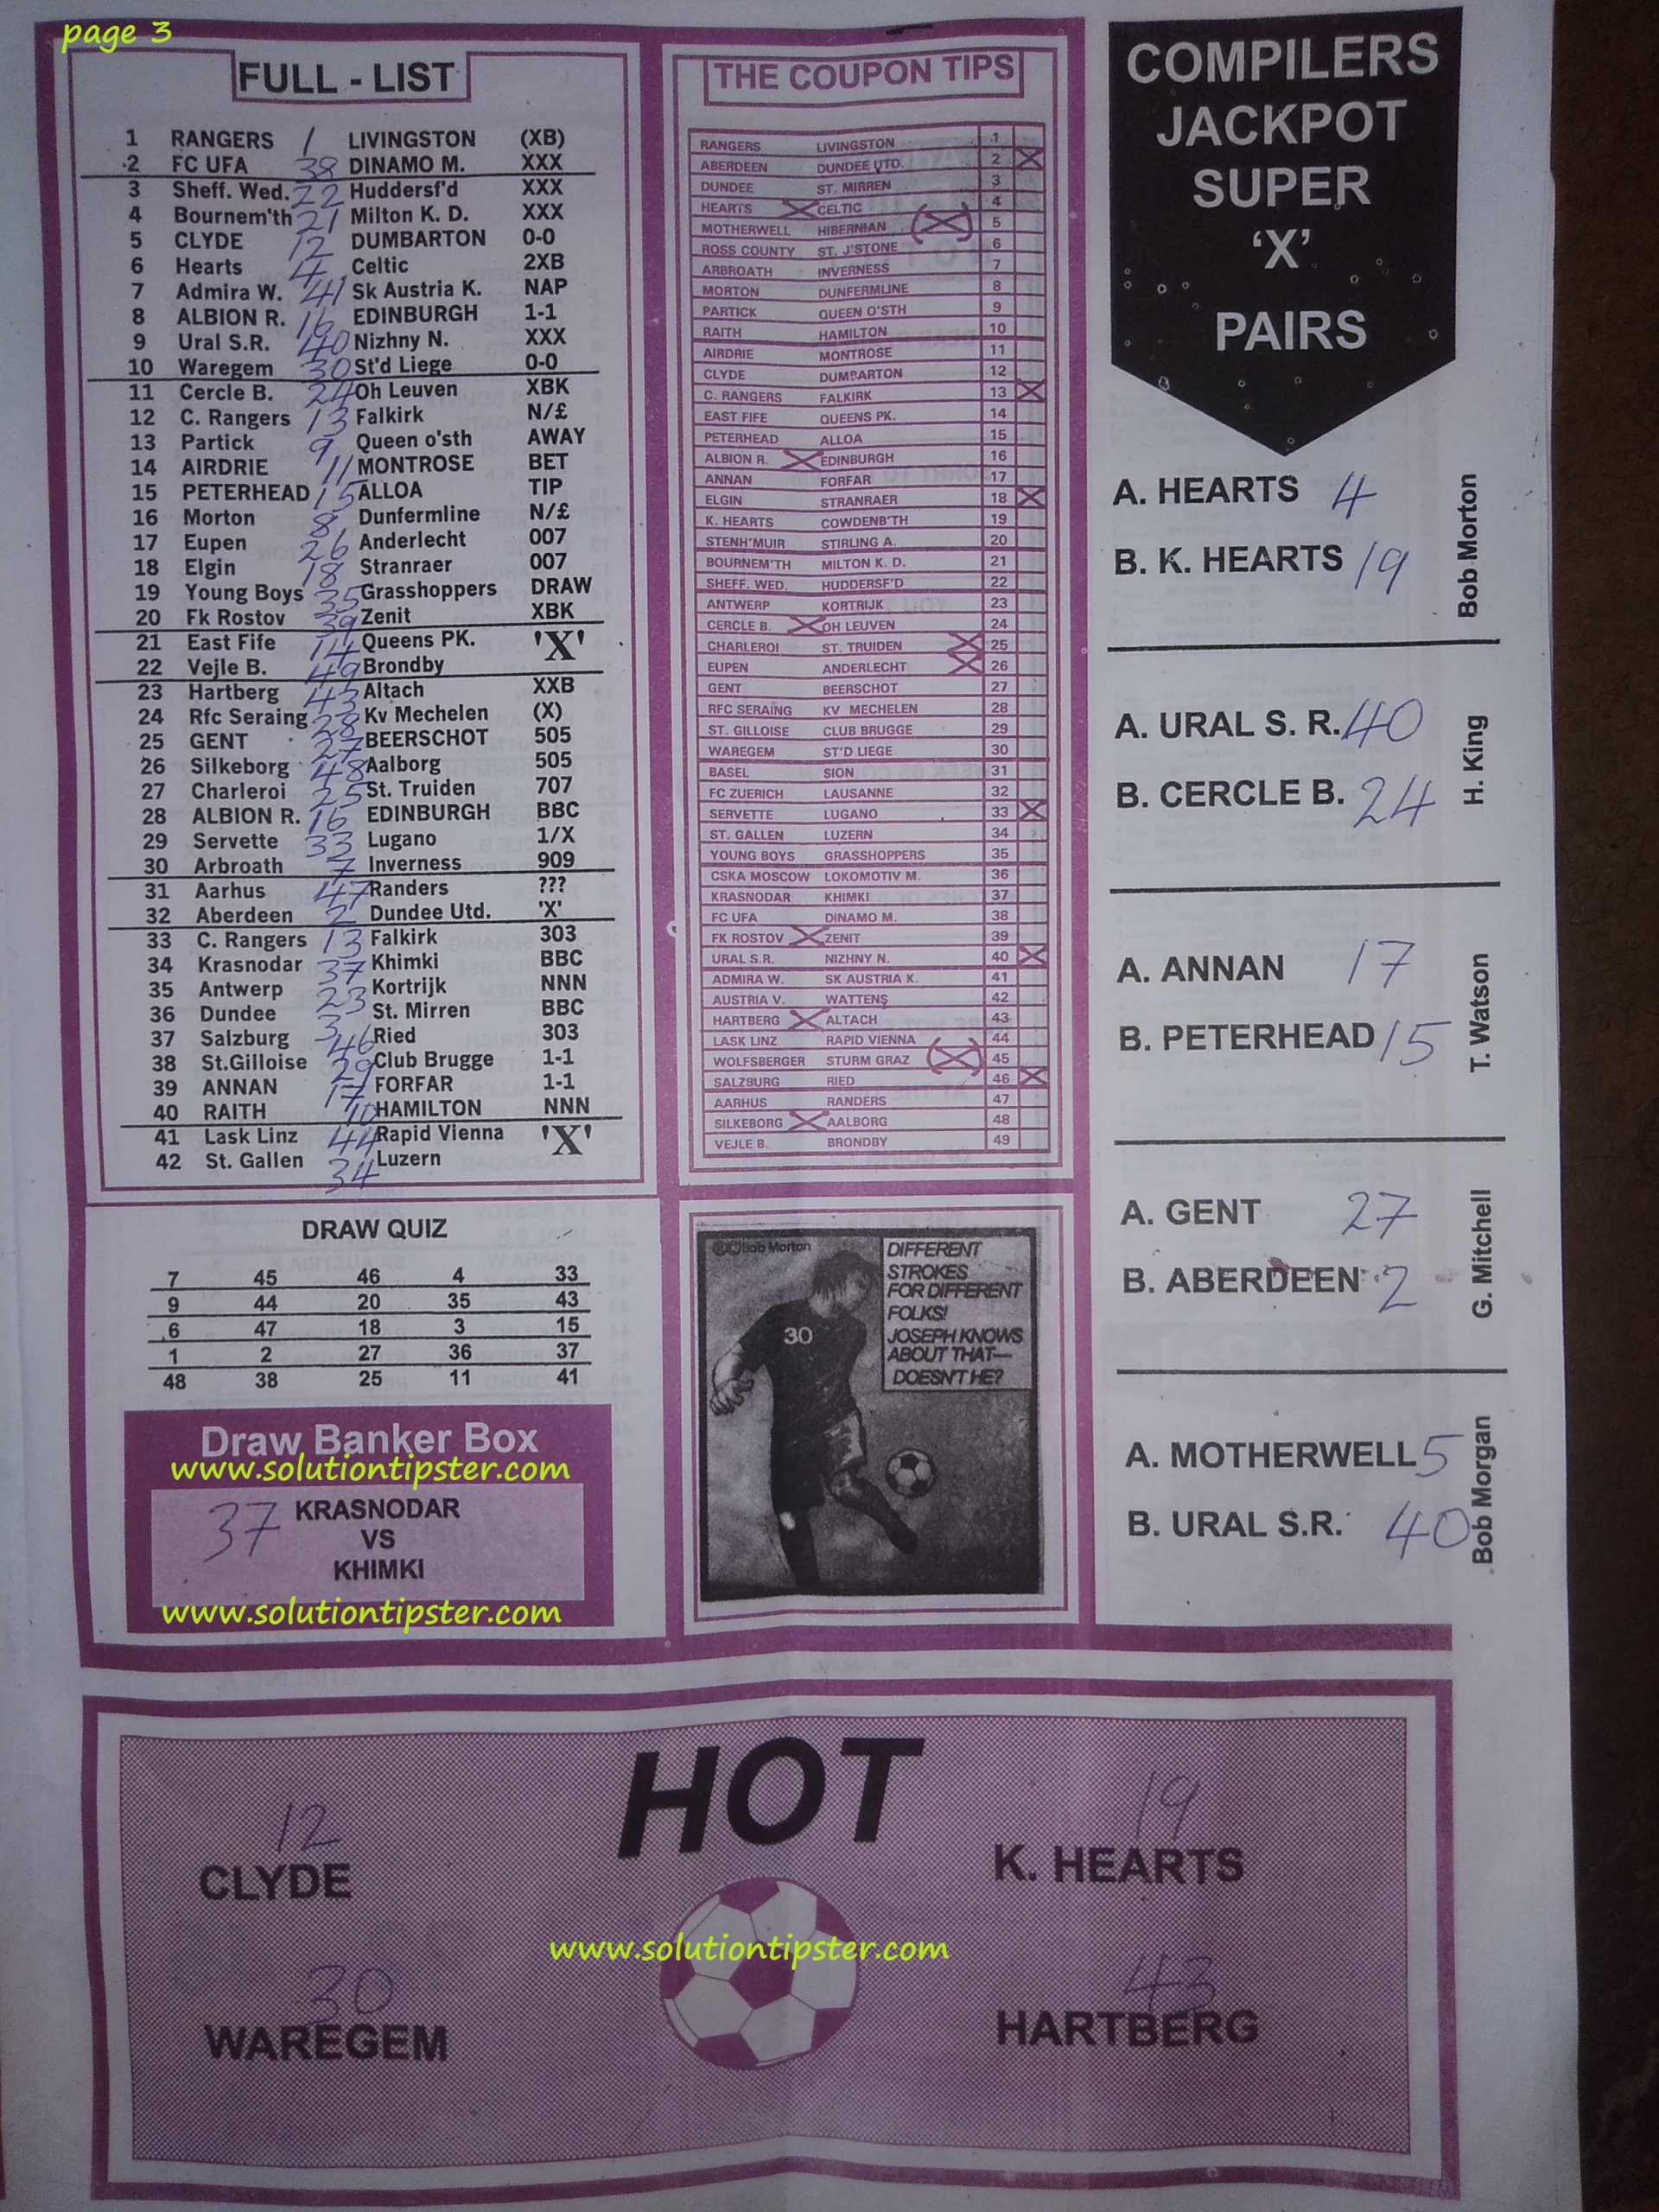 page 3
FULL - LIST
1 RANGERS 1 LIVINGSTON (XB)
2 FC UFA 38 DINAMO M. XXX
3 Sheff. Wed. 22 Huddersf'd XXX
4 Bournem'th 21 Milton K. D. XXX
5 CLYDE 12 DUMBARTON 0-0
6 Hearts 4 Celtic 2XB
7 Admira W. 41 Sk Austria K. NAP
8 ALBION R. 16 EDINBURGH 1-1
9 Ural S.R. 40 Nizhny N. XXX
10 Waregem 30 St'd Liege 0-0
11 Cercle B. 24 Oh Leuven XBK
12 C. Rangers 13 Falkirk N/£
13 Partick 9 Queen o'sth AWAY
14 AIRDRIE 11 MONTROSE BET
15 PETERHEAD 15 ALLOA TIP
16 Morton 8 Dunfermline N/£
17 Eupen 26 Anderlecht 007
18 Elgin 18 Stranraer 007
19 Young Boys 35 Grasshoppers DRAW
20 Fk Rostov 39 Zenit XBK
21 East Fife 14 Queens PK. 'X'
22 Vejle B. 49 Brondby
23 Hartberg 43 Altach XXB
24 Rfc Seraing 28 Kv Mechelen (X)
25 GENT 27 BEERSCHOT 505
26 Silkeborg 48 Aalborg 505
27 Charleroi 25 St. Truiden 707
28 ALBION R. 16 EDINBURGH BBC
29 Servette 33 Lugano 1/X
30 Arbroath 7 Inverness 909
31 Aarhus 47 Randers ???
32 Aberdeen 2 Dundee Utd. 'X'
33 C. Rangers 13 Falkirk 303
34 Krasnodar 37 Khimki BBC
35 Antwerp 23 Kortrijk NNN
36 Dundee 3 St. Mirren BBC
37 Salzburg 46 Ried 303
38 St.Gilloise 29 Club Brugge 1-1
39 ANNAN 17 FORFAR 1-1
40 RAITH 10 HAMILTON NNN
41 Lask Linz 44 Rapid Vienna 'X'
42 St. Gallen 34 Luzern
DRAW QUIZ
7 45 46 4 33
9 44 20 35 43
6 47 18 3 15
1 2 27 36 37
48 38 25 11 41
Draw Banker Box
www.solutiontipster.com
37 KRASNODAR
VS
KHIMKI
www.solutiontipster.com
THE COUPON TIPS
RANGERS LIVINGSTON 1
ABERDEEN DUNDEE UTD. 2 X
DUNDEE ST. MIRREN 3
HEARTS X CELTIC 4
MOTHERWELL HIBERNIAN (X) 5
ROSS COUNTY ST. J'STONE 6
ARBROATH INVERNESS 7
MORTON DUNFERMLINE 8
PARTICK QUEEN O'STH 9
RAITH HAMILTON 10
AIRDRIE MONTROSE 11
CLYDE DUMBARTON 12
C. RANGERS FALKIRK 13 X
EAST FIFE QUEENS PK. 14
PETERHEAD ALLOA 15
ALBION R. X EDINBURGH 16
ANNAN FORFAR 17
ELGIN STRANRAER 18 X
K. HEARTS COWDENB'TH 19
STENH'MUIR STIRLING A. 20
BOURNEM'TH MILTON K. D. 21
SHEFF. WED. HUDDERSF'D 22
ANTWERP KORTRIJK 23
CERCLE B. X OH LEUVEN 24
CHARLEROI ST. TRUIDEN X 25
EUPEN ANDERLECHT X 26
GENT BEERSCHOT 27
RFC SERAING KV MECHELEN 28
ST. GILLOISE CLUB BRUGGE 29
WAREGEM ST'D LIEGE 30
BASEL SION 31
FC ZUERICH LAUSANNE 32
SERVETTE LUGANO 33 X
ST. GALLEN LUZERN 34
YOUNG BOYS GRASSHOPPERS 35
CSKA MOSCOW LOKOMOTIV M. 36
KRASNODAR KHIMKI 37
FC UFA DINAMO M. 38
FK ROSTOV X ZENIT 39
URAL S.R. NIZHNY N. 40 X
ADMIRA W. SK AUSTRIA K. 41
AUSTRIA V. WATTENS 42
HARTBERG X ALTACH 43
LASK LINZ RAPID VIENNA 44
WOLFSBERGER STURM GRAZ (X) 45
SALZBURG RIED 46 X
AARHUS RANDERS 47
SILKEBORG X AALBORG 48
VEJLE B. BRONDBY 49
Bob Morton
30
DIFFERENT
STROKES
FOR DIFFERENT
FOLKS!
JOSEPH KNOWS
ABOUT THAT—
DOESN'T HE?
COMPILERS
JACKPOT
SUPER
'X'
PAIRS
A. HEARTS 4
B. K. HEARTS 19
Bob Morton
A. URAL S. R. 40
B. CERCLE B. 24
H. King
A. ANNAN 17
B. PETERHEAD 15
T. Watson
A. GENT 27
B. ABERDEEN 2
G. Mitchell
A. MOTHERWELL 5
B. URAL S.R. 40
Bob Morgan
HOT
12
CLYDE
19
K. HEARTS
www.solutiontipster.com
30
WAREGEM
43
HARTBERG